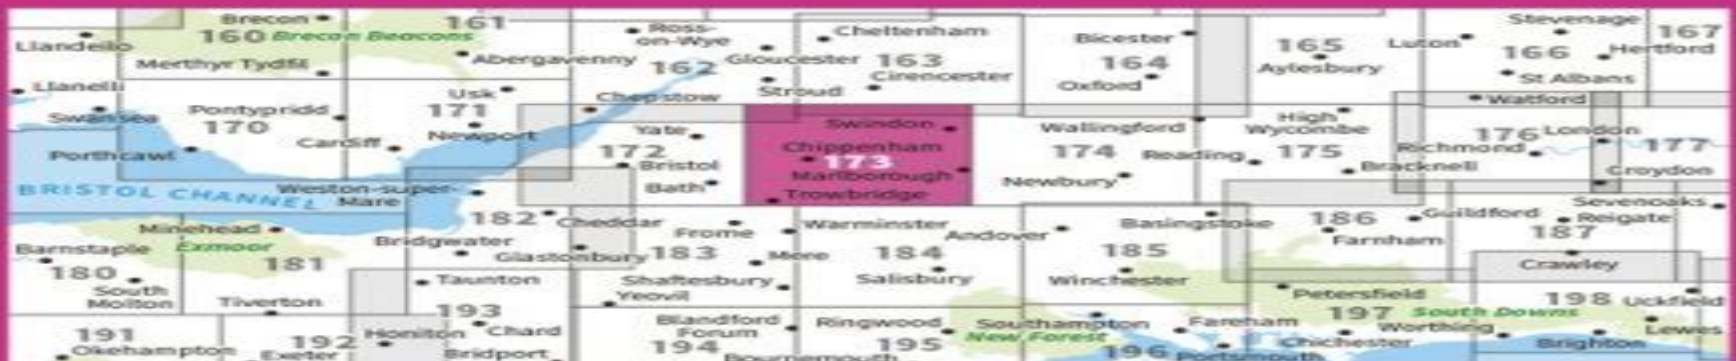 Brecon
161
Ross-on-Wye
Cheltenham
Bicester
Stevenage
167
Llandeilo
160
Brecon Beacons
165
Luton
166
Hertford
Merthyr Tydfil
Abergavenny
162
Gloucester
163
164
Aylesbury
Cirencester
St Albans
Llanelli
Usk
Chepstow
Stroud
Oxford
Watford
Swansea
Pontypridd
171
Yate
Swindon
Wallingford
High Wycombe
176
London
170
Cardiff
Newport
172
Chippenham
174
Reading
175
Richmond
177
Porthcawl
Bristol
173
Bracknell
Croydon
BRISTOL CHANNEL
Weston-super-Mare
Bath
Marlborough
Newbury
Trowbridge
Sevenoaks
Minehead
182
Cheddar
Frome
Warminster
Andover
Basingstoke
186
Guildford
Reigate
Barnstaple
Exmoor
Bridgwater
Farnham
187
181
Glastonbury
183
Mere
184
185
Crawley
180
South Molton
Taunton
Shaftesbury
Salisbury
Winchester
Tiverton
Yeovil
Petersfield
198
Uckfield
193
197
South Downs
191
192
Honiton
Chard
Blandford Forum
Ringwood
Southampton
Fareham
Worthing
Lewes
Okehampton
Exeter
Bridport
194
Bournemouth
195
New Forest
196
Portsmouth
Chichester
Brighton